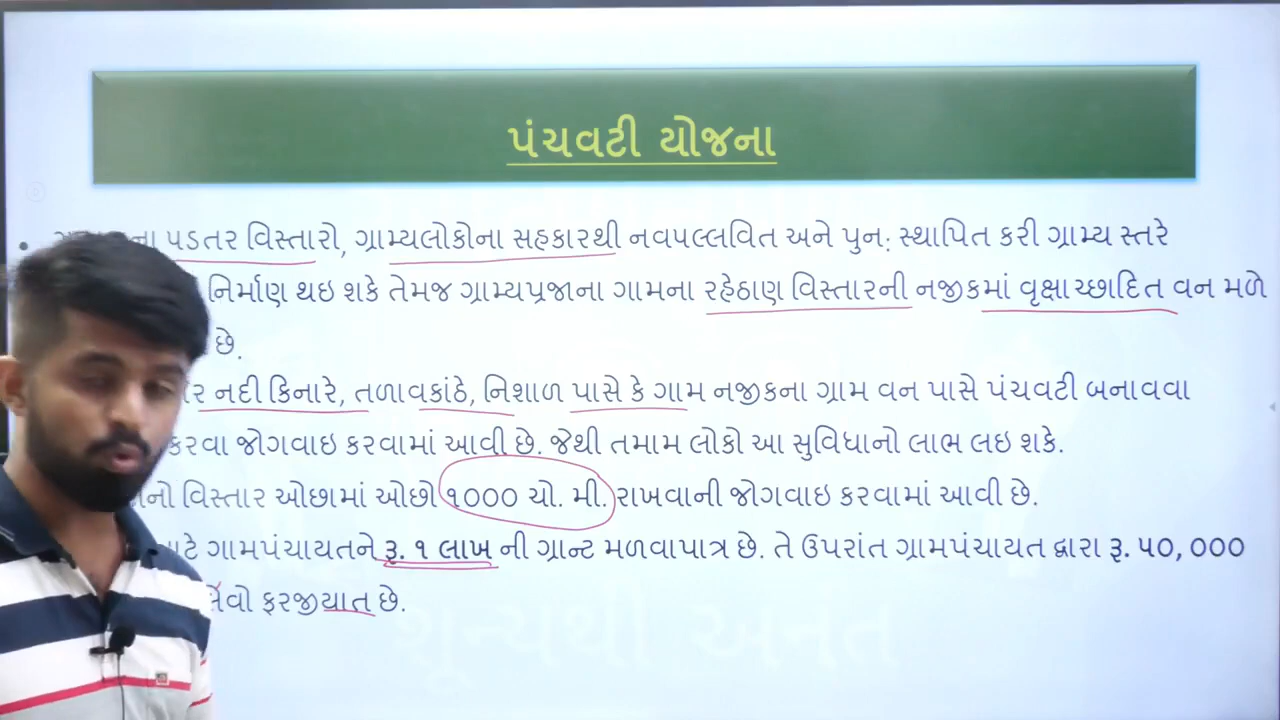 પંચવટી યોજના
પડતર વિસ્તારો, ગ્રામ્યલોકોના સહકારથી નવપલ્લવિત અને પુન: સ્થાપિત કરી ગ્રામ્ય સ્તરે
નિર્માણ થઇ શકે તેમજ ગ્રામ્યપ્રજાના ગામના રહેઠાણ વિસ્તારની નજીકમાં વૃક્ષાચ્છાદિત વન મળે
છે.
નદી કિનારે, તળાવકાંઠે, નિશાળ પાસે કે ગામ નજીકના ગ્રામ વન પાસે પંચવટી બનાવવા
કરવા જોગવાઇ કરવામાં આવી છે. જેથી તમામ લોકો આ સુવિધાનો લાભ લઇ શકે.
વિસ્તાર ઓછામાં ઓછો ૧૦૦૦ ચો. મી. રાખવાની જોગવાઇ કરવામાં આવી છે.
ગામપંચાયતને રૂ. ૧ લાખ ની ગ્રાન્ટ મળવાપાત્ર છે. તે ઉપરાંત ગ્રામપંચાયત દ્વારા રૂ. ૫૦,૦૦૦
ફરજીયાત છે.
શૂન્યથી અનંત